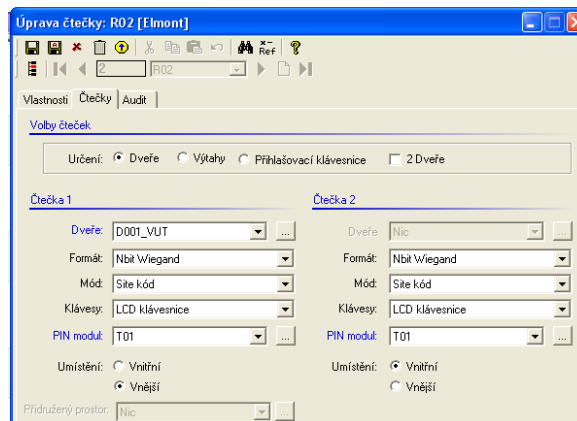 Úprava čtečky: R02 [Elmont]
x- Ref
2 R02
Vlastnosti Čtečky Audit
Volby čteček
Určení: Dveře Výtahy Přihlašovací klávesnice 2 Dveře
Čtečka 1
Dveře: D001_VUT ...
Formát: Nbit Wiegand
Mód: Site kód
Klávesy: LCD klávesnice
PIN modul: T01 ...
Umístění: Vnitřní
Vnější
Přidružený prostor: Nic ...
Čtečka 2
Dveře Nic ...
Formát: Nbit Wiegand
Mód: Site kód
Klávesy: LCD klávesnice
PIN modul: T01 ...
Umístění: Vnitřní
Vnější